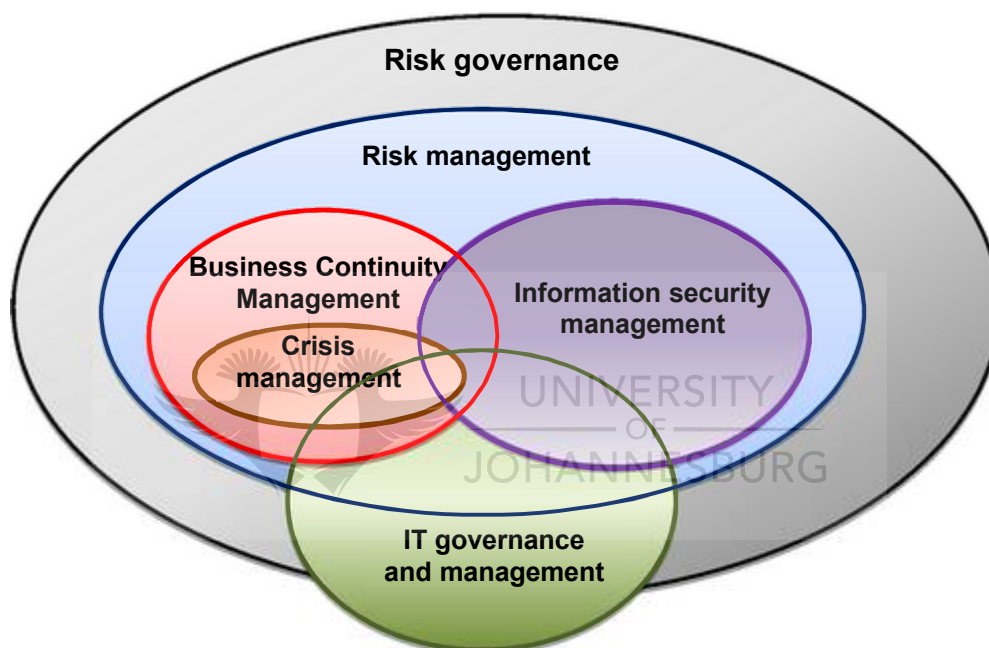 Risk governance
Risk management
Business Continuity
Management
Information security
management
Crisis
management
UNIVERSITY
OF
JOHANNESBURG
IT governance
and management